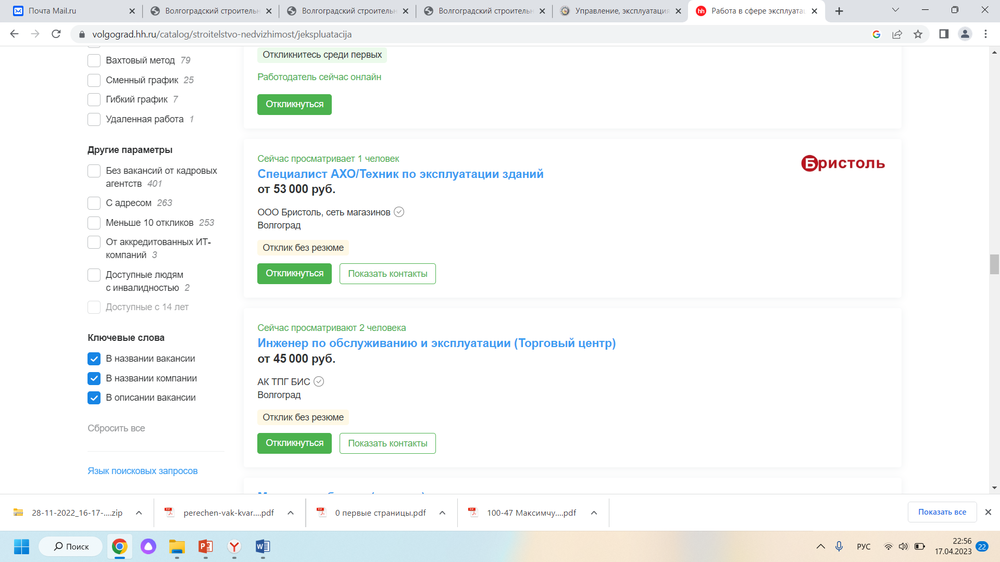 Почта Mail.ru
Волгоградский строительн
Волгоградский строительн
Волгоградский строительн
Управление, эксплуатация
hh
Работа в сфере эксплуатац
volgograd.hh.ru/catalog/stroitelstvo-nedvizhimost/jekspluatacija
Вахтовый метод 79
Сменный график 25
Гибкий график 7
Удаленная работа 1
Другие параметры
Без вакансий от кадровых
агентств 401
С адресом 263
Меньше 10 откликов 253
От аккредитованных ИТ-
компаний 3
Доступные людям
с инвалидностью 2
Доступные с 14 лет
Ключевые слова
В названии вакансии
В названии компании
В описании вакансии
Сбросить все
Язык поисковых запросов
Откликнитесь среди первых
Работодатель сейчас онлайн
Откликнуться
Сейчас просматривает 1 человек
Специалист АХО/Техник по эксплуатации зданий
от 53 000 руб.
ООО Бристоль, сеть магазинов
Волгоград
Отклик без резюме
Откликнуться
Показать контакты
Бристоль
Сейчас просматривают 2 человека
Инженер по обслуживанию и эксплуатации (Торговый центр)
от 45 000 руб.
АК ТПГ БИС
Волгоград
Отклик без резюме
Откликнуться
Показать контакты
28-11-2022_16-17-....zip
perechen-vak-kvar....pdf
0 первые страницы.pdf
100-47 Максимчу....pdf
Показать все
Поиск
РУС
22:56
17.04.2023
22